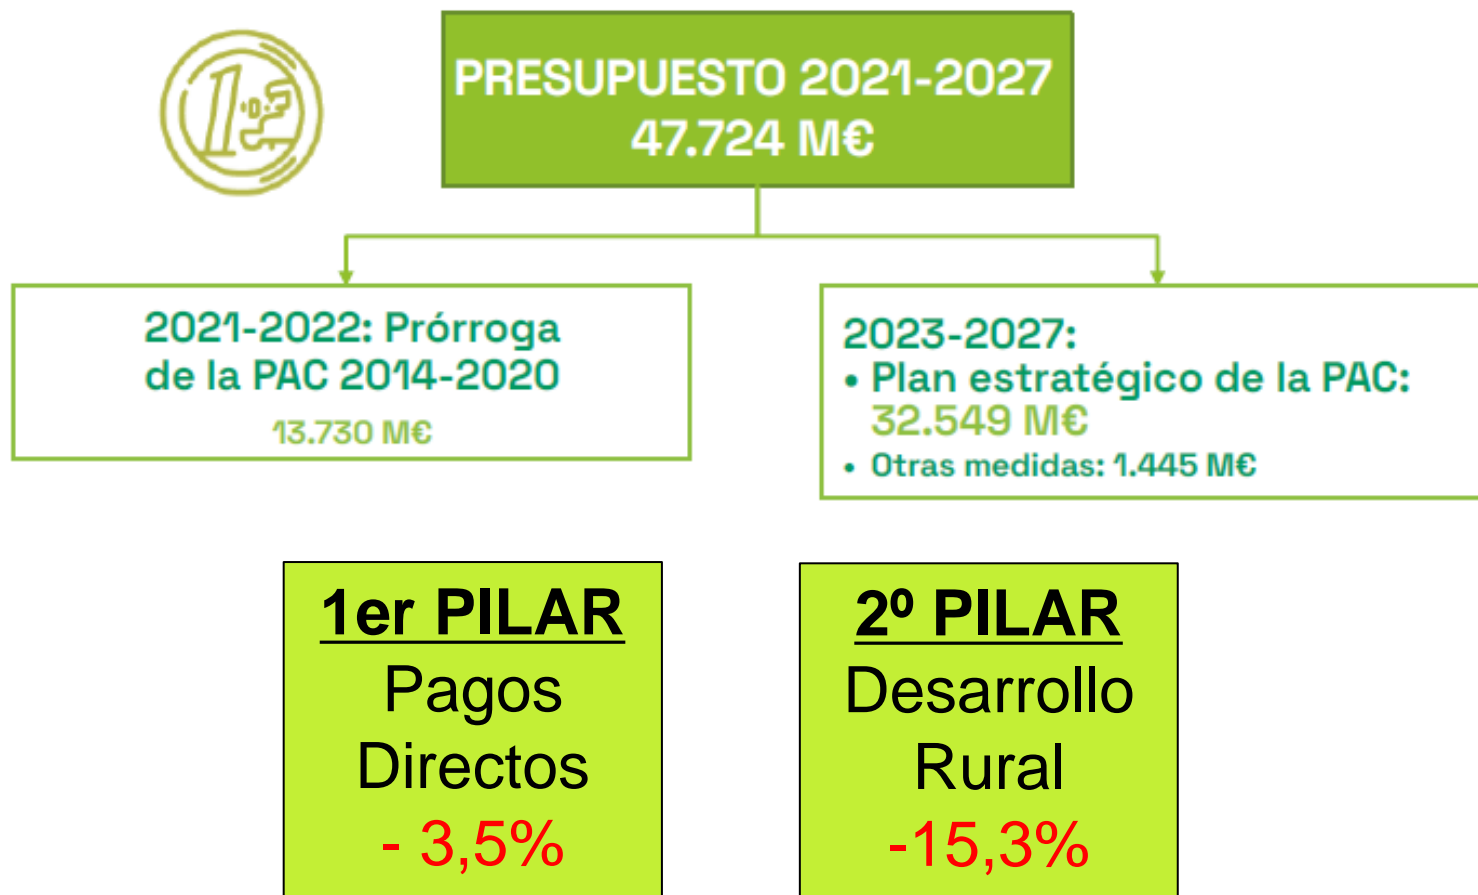 PRESUPUESTO 2021-2027
47.724 M€
2021-2022: Prórroga
de la PAC 2014-2020
13.730 M€
2023-2027:
• Plan estratégico de la PAC:
32.549 M€
• Otras medidas: 1.445 M€
1er PILAR
Pagos
Directos
- 3,5%
2º PILAR
Desarrollo
Rural
-15,3%